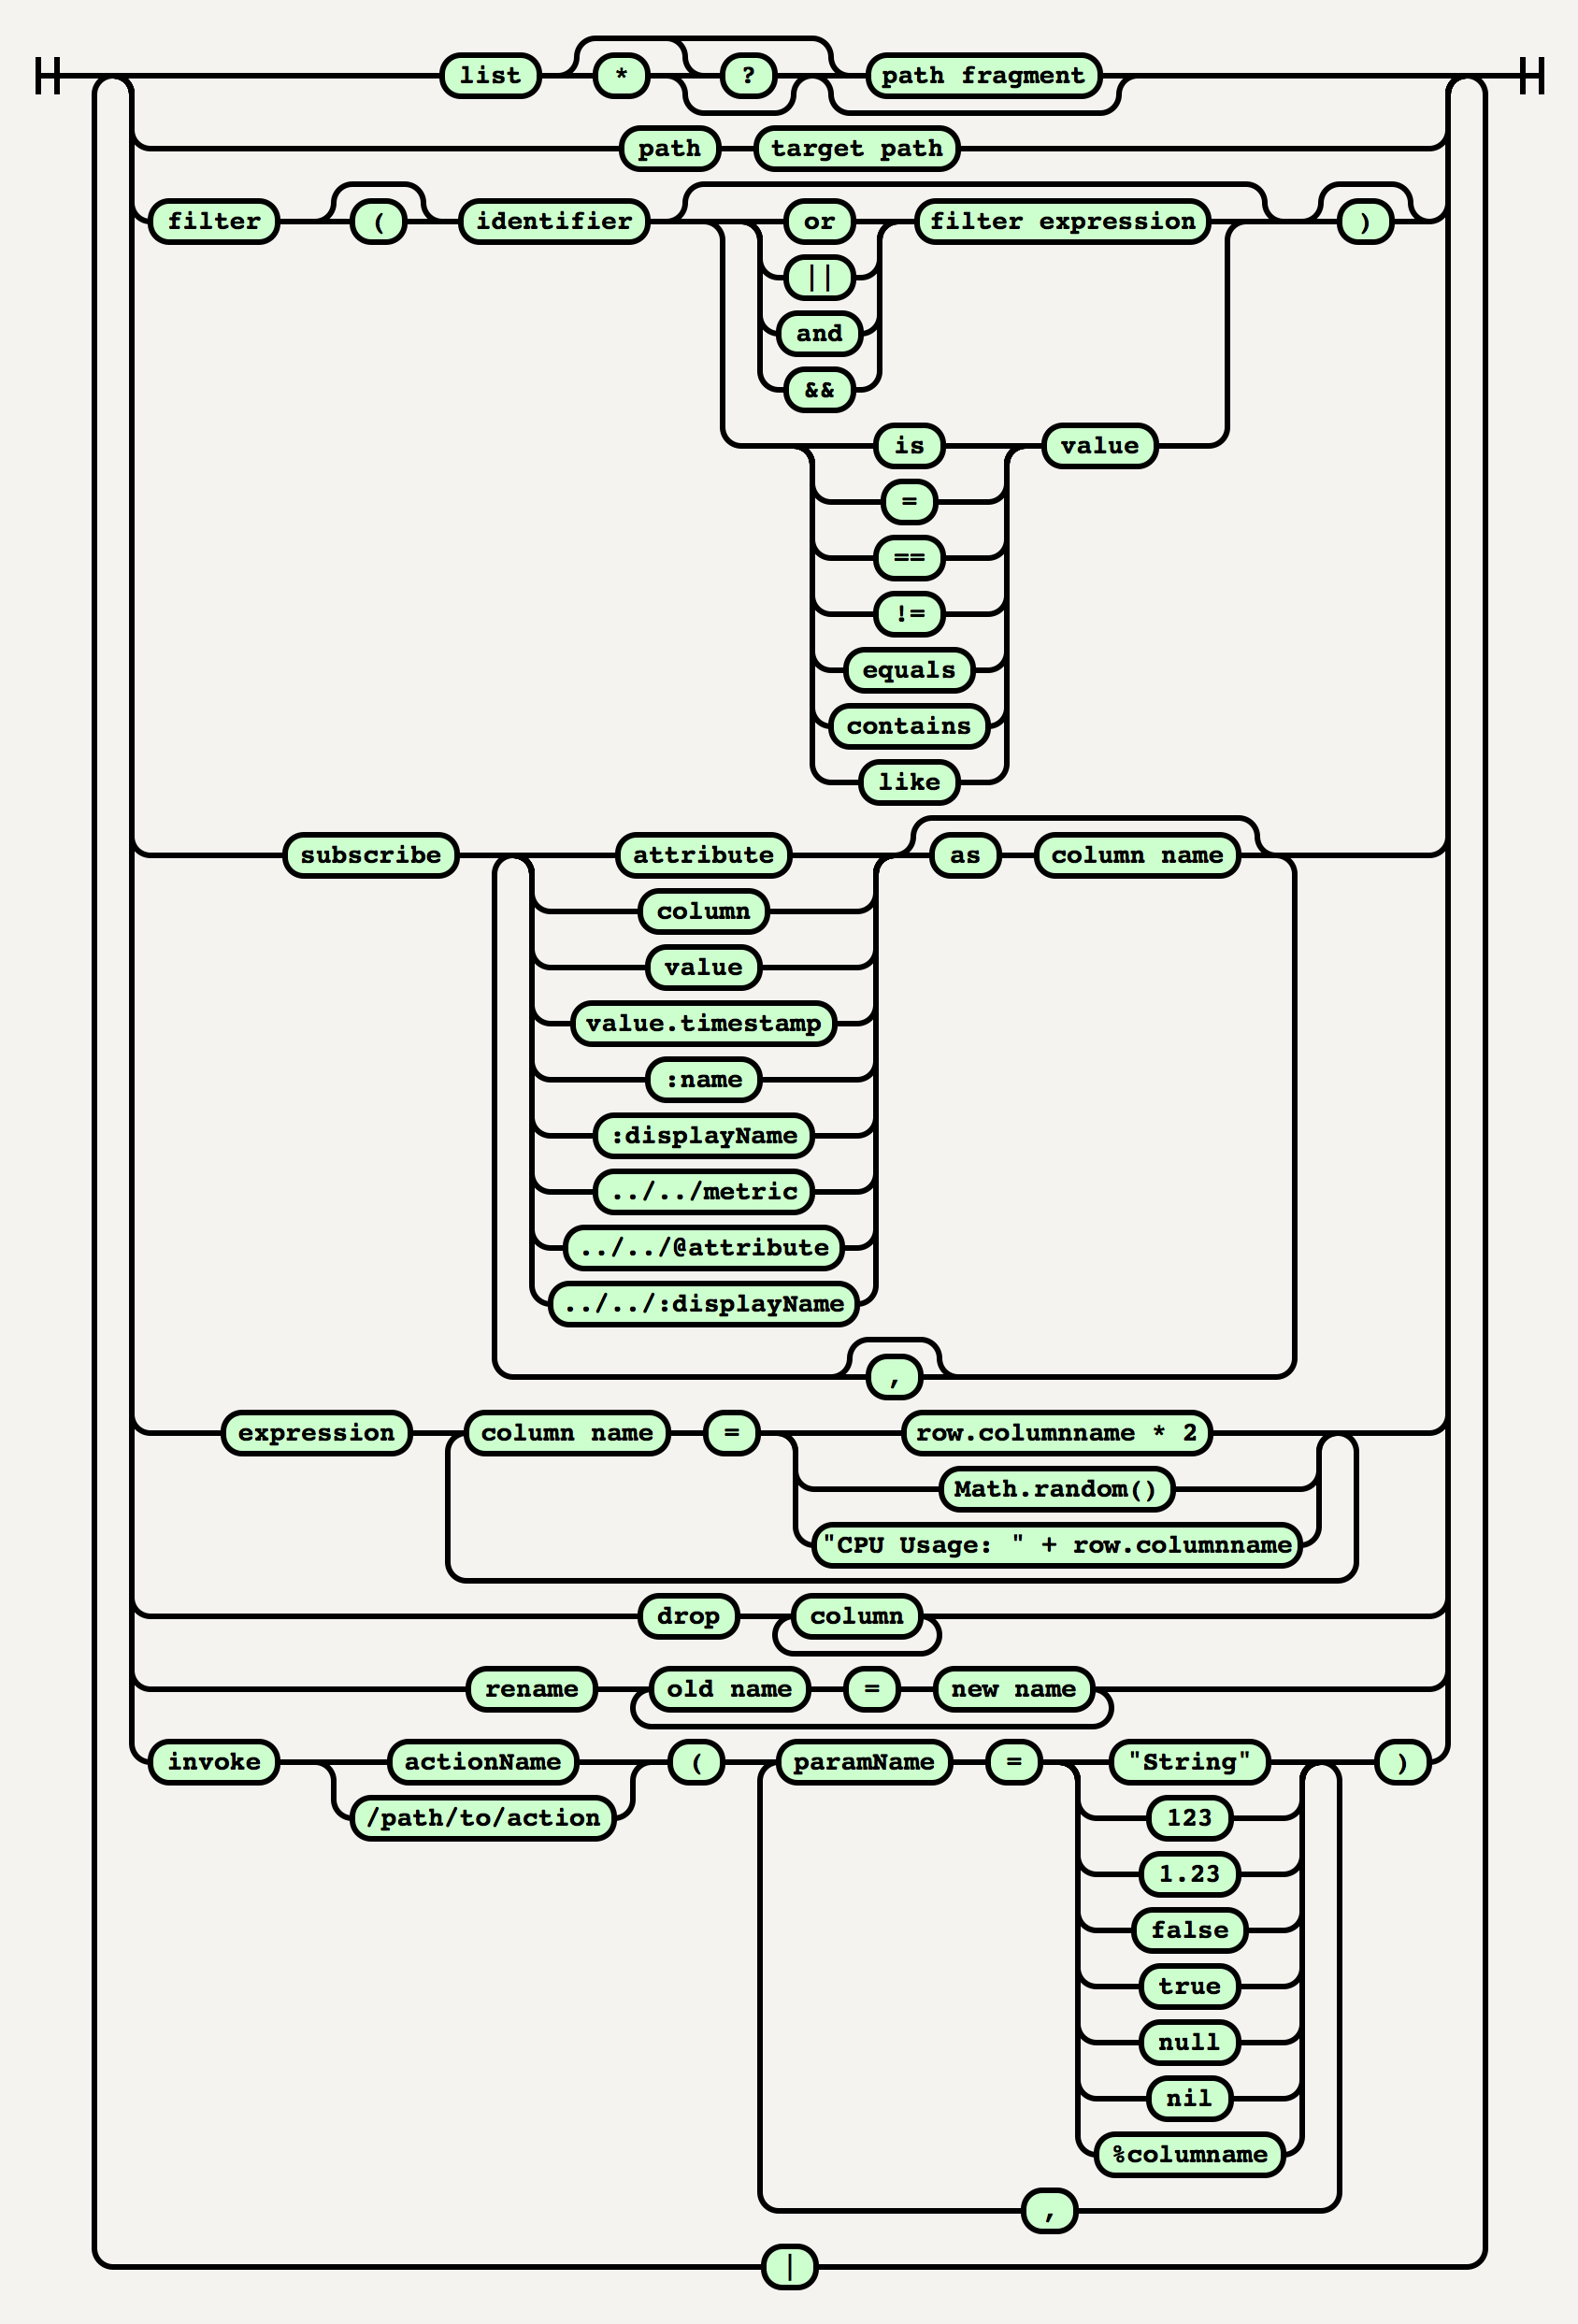 list * ? path fragment
path target path
filter ( identifier or filter expression )
||
and
&&
is value
=
==
!=
equals
contains
like
subscribe attribute as column name
column
value
value.timestamp
:name
:displayName
../../metric
../../@attribute
../../:displayName
,
expression column name = row.columnname * 2
Math.random()
"CPU Usage: " + row.columnname
drop column
rename old name = new name
invoke actionName ( paramName = "String" )
/path/to/action 123
1.23
false
true
null
nil
%columname
,
|